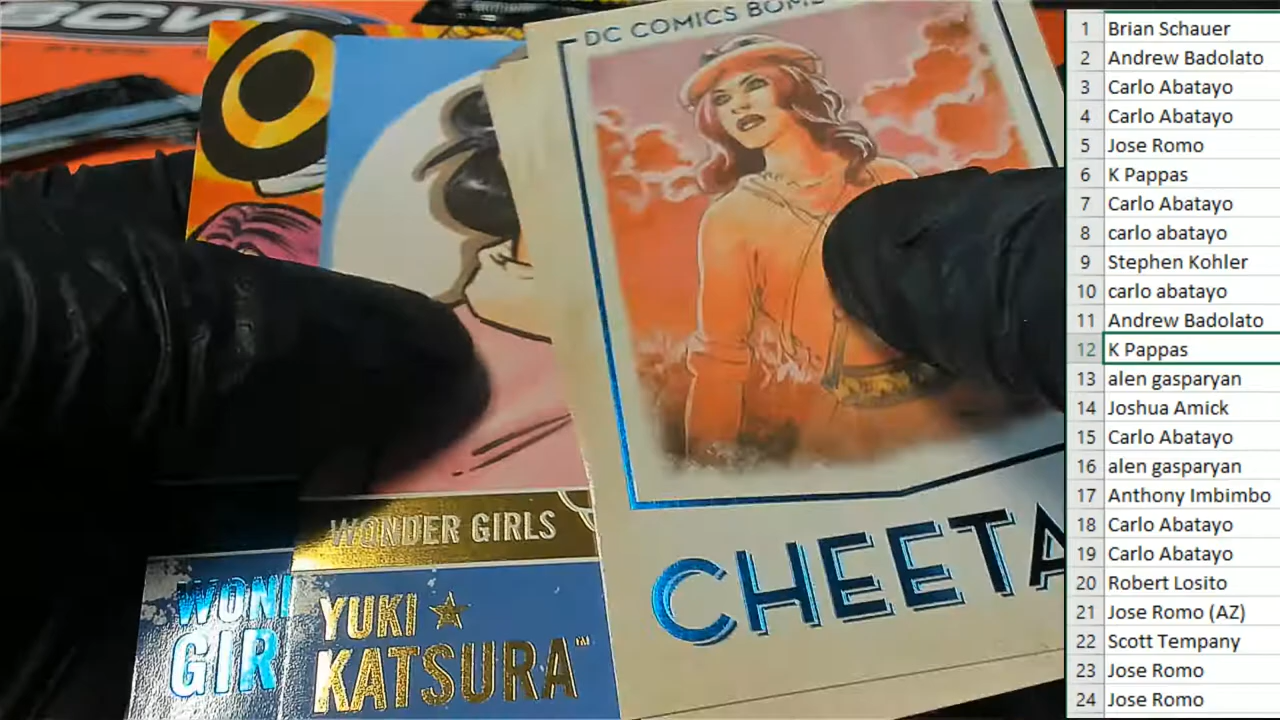 BCW
DC COMICS BOM
CHEETA
WONDER GIRLS
YUKI ★
KATSURA™
WON
GIR
1 Brian Schauer
2 Andrew Badolato
3 Carlo Abatayo
4 Carlo Abatayo
5 Jose Romo
6 K Pappas
7 Carlo Abatayo
8 carlo abatayo
9 Stephen Kohler
10 carlo abatayo
11 Andrew Badolato
12 K Pappas
13 alen gasparyan
14 Joshua Amick
15 Carlo Abatayo
16 alen gasparyan
17 Anthony Imbimbo
18 Carlo Abatayo
19 Carlo Abatayo
20 Robert Losito
21 Jose Romo (AZ)
22 Scott Tempany
23 Jose Romo
24 Jose Romo